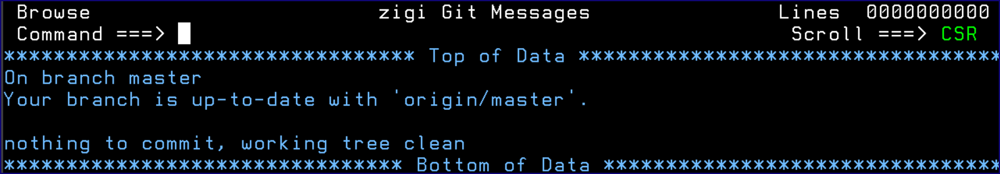 Browse zigi Git Messages Lines 0000000000
Command ===> Scroll ===> CSR
********************************* Top of Data **********************************
On branch master
Your branch is up-to-date with 'origin/master'.
nothing to commit, working tree clean
******************************** Bottom of Data ********************************